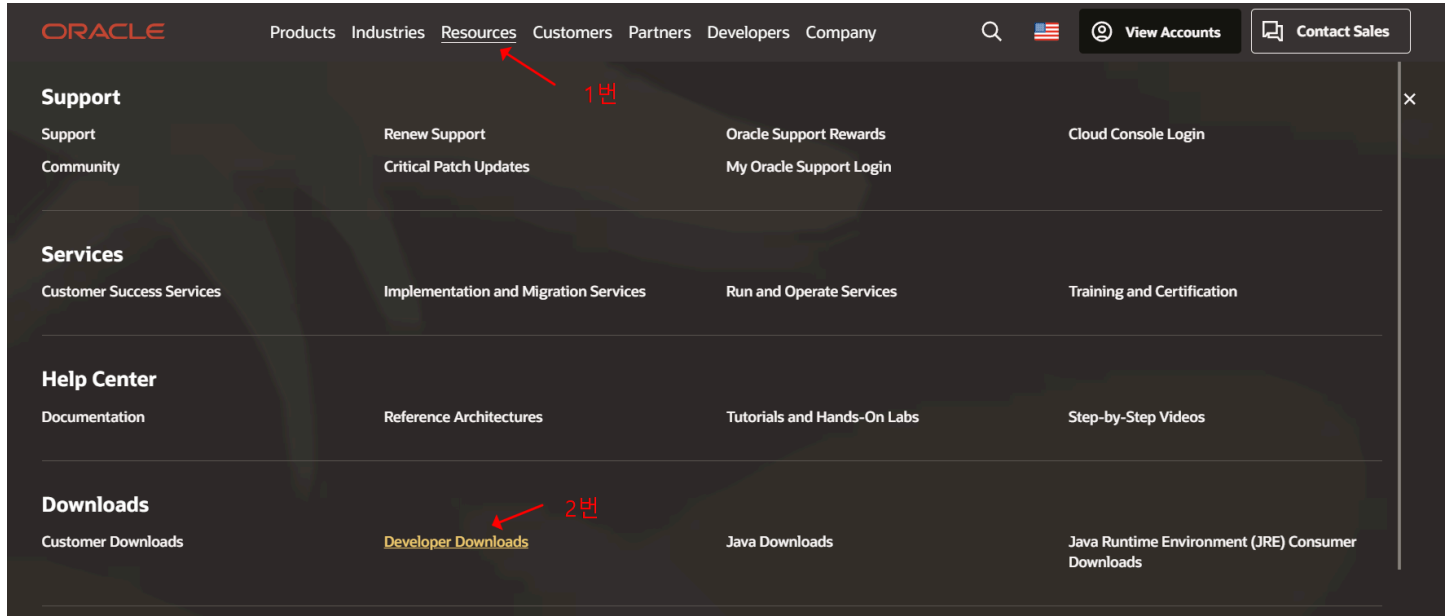 ORACLE Products Industries Resources Customers Partners Developers Company View Accounts Contact Sales
1번
Support
Support Renew Support Oracle Support Rewards Cloud Console Login
Community Critical Patch Updates My Oracle Support Login
Services
Customer Success Services Implementation and Migration Services Run and Operate Services Training and Certification
Help Center
Documentation Reference Architectures Tutorials and Hands-On Labs Step-by-Step Videos
Downloads
2번
Customer Downloads Developer Downloads Java Downloads Java Runtime Environment (JRE) Consumer
Downloads